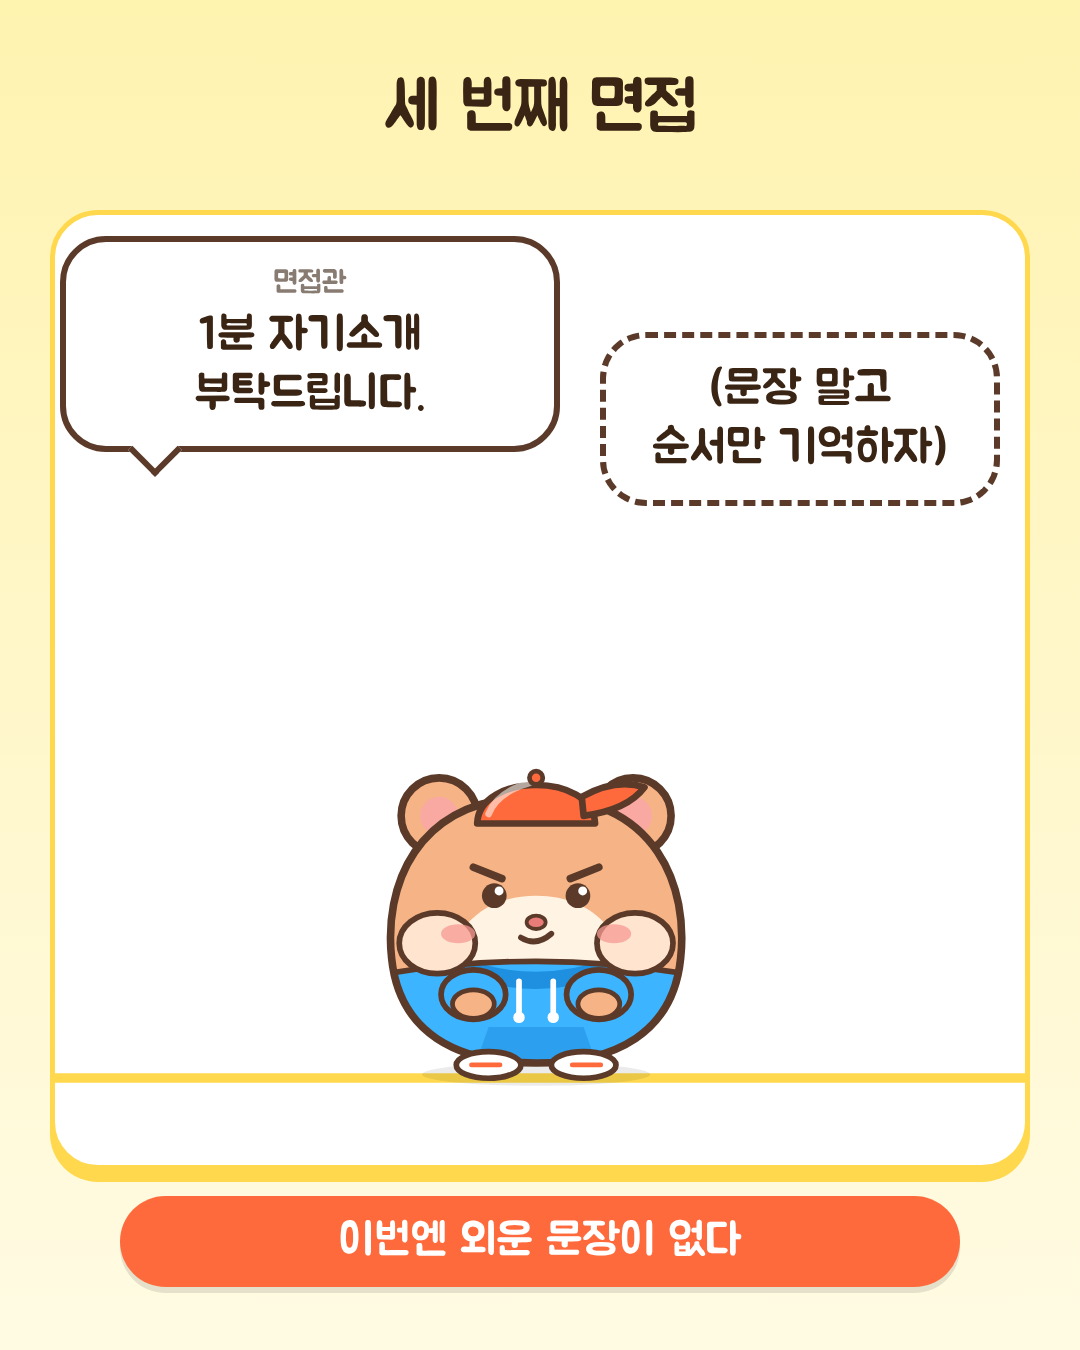 세 번째 면접
면접관
1분 자기소개
부탁드립니다.
(문장 말고
순서만 기억하자)
이번엔 외운 문장이 없다